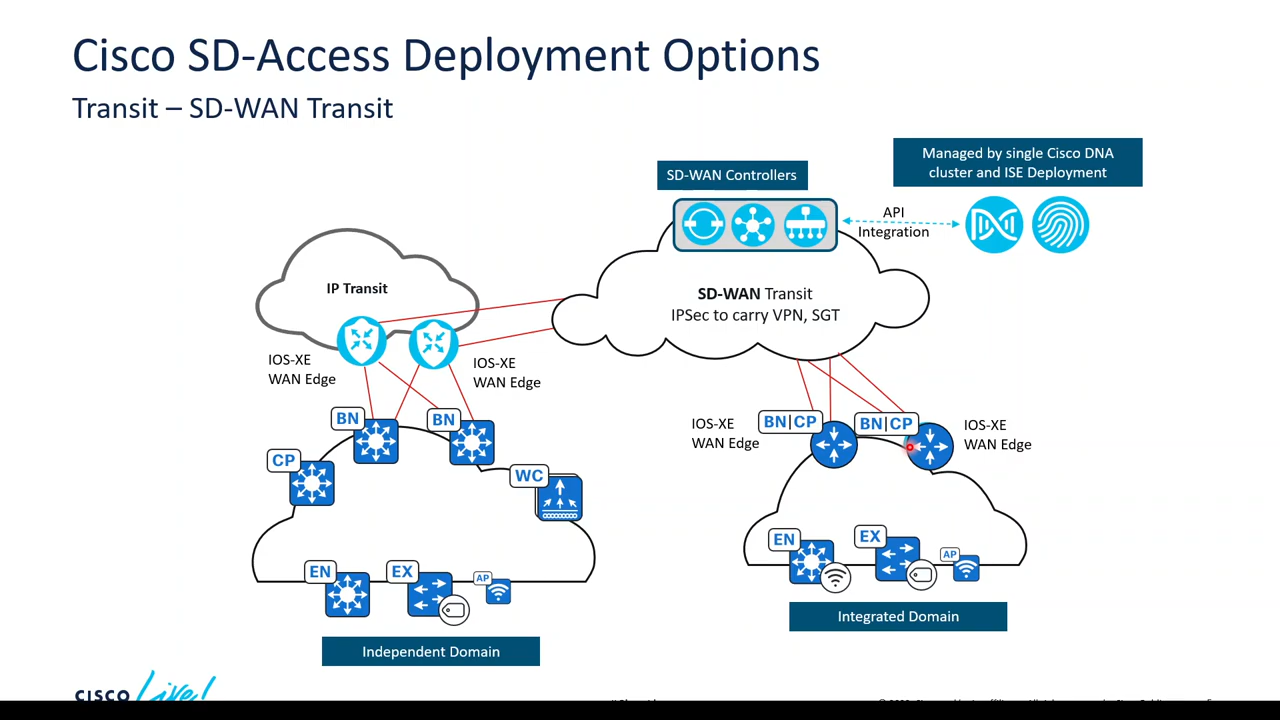 Cisco SD-Access Deployment Options
Transit – SD-WAN Transit
Managed by single Cisco DNA
cluster and ISE Deployment
SD-WAN Controllers
API
Integration
IP Transit
SD-WAN Transit
IPSec to carry VPN, SGT
IOS-XE
WAN Edge
IOS-XE
WAN Edge
BN
BN
CP
WC
EN
EX
AP
Independent Domain
IOS-XE
WAN Edge
BN|CP
BN|CP
IOS-XE
WAN Edge
EN
EX
AP
Integrated Domain
CISCO Live!